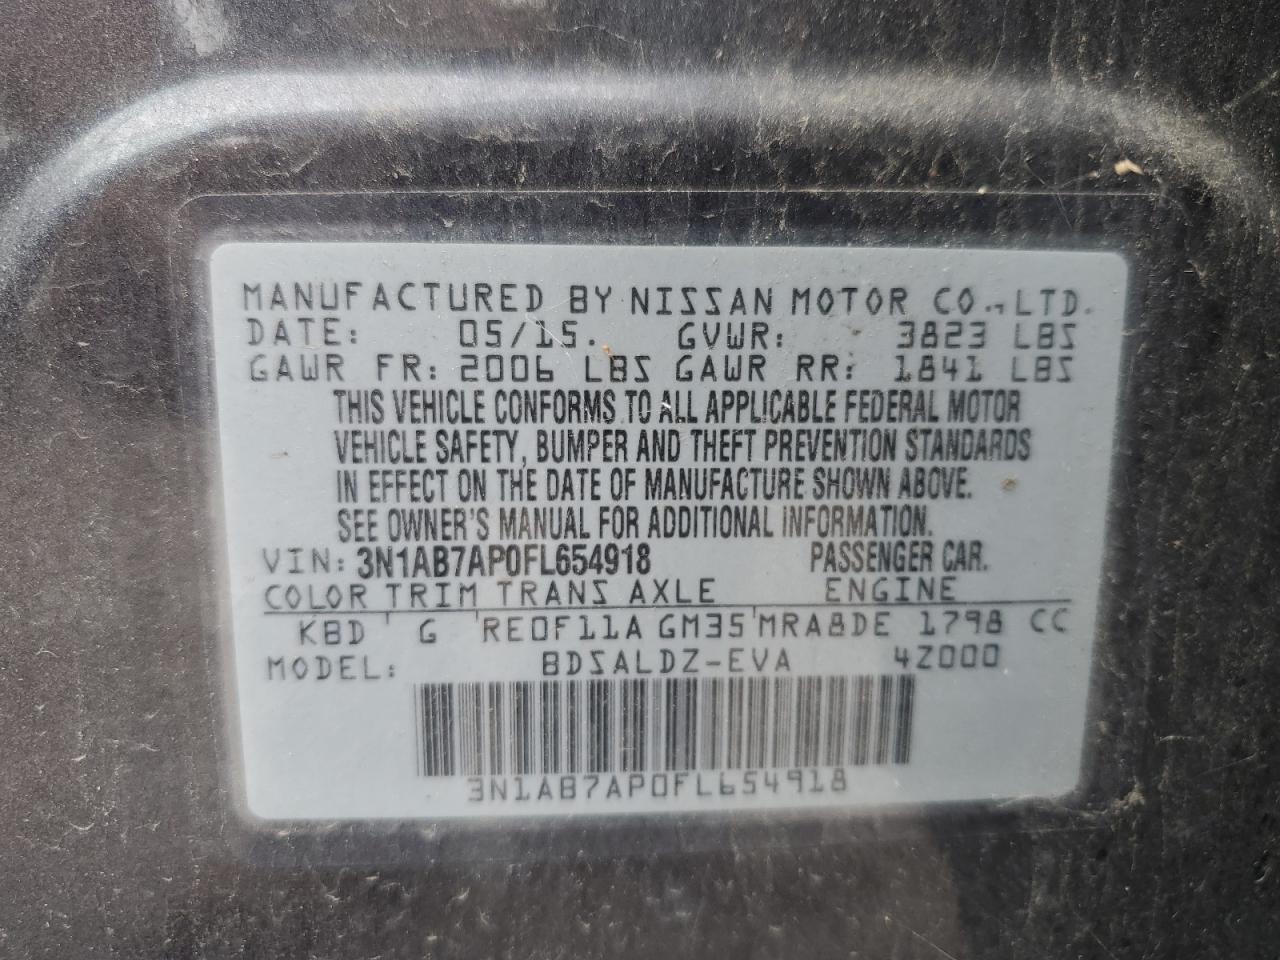 MANUFACTURED BY NISSAN MOTOR CO., LTD.
DATE: 05/15. GVWR: 3823 LBS
GAWR FR: 2006 LBS GAWR RR: 1841 LBS
THIS VEHICLE CONFORMS TO ALL APPLICABLE FEDERAL MOTOR
VEHICLE SAFETY, BUMPER AND THEFT PREVENTION STANDARDS
IN EFFECT ON THE DATE OF MANUFACTURE SHOWN ABOVE.
SEE OWNER'S MANUAL FOR ADDITIONAL INFORMATION.
VIN: 3N1AB7AP0FL654918 PASSENGER CAR.
COLOR TRIM TRANS AXLE ENGINE
KBD G RE0F11A GM35 MRA8DE 1798 CC
MODEL: BDSALDZ-EVA 4Z000
3N1AB7AP0FL654918